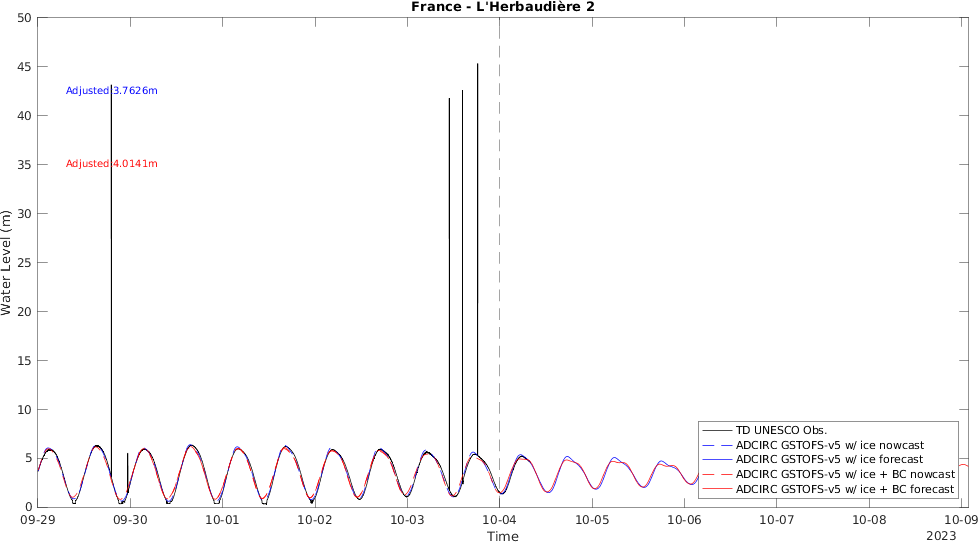 France - L'Herbaudière 2
50
45
40
35
30
25
20
15
10
5
0
Water Level (m)
Adjusted 3.7626m
Adjusted 4.0141m
TD UNESCO Obs.
ADCIRC GSTOFS-v5 w/ ice nowcast
ADCIRC GSTOFS-v5 w/ ice forecast
ADCIRC GSTOFS-v5 w/ ice + BC nowcast
ADCIRC GSTOFS-v5 w/ ice + BC forecast
09-29 09-30 10-01 10-02 10-03 10-04 10-05 10-06 10-07 10-08 10-09
Time
2023